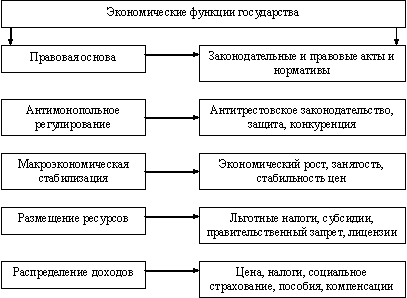 Экономические функции государства
Правовая основа
Законодательные и правовые акты и
нормативы
Антимонопольное
регулирование
Антитрестовское законодательство,
защита, конкуренция
Макроэкономическая
стабилизация
Экономический рост, занятость,
стабильность цен
Размещение ресурсов
Льготные налоги, субсидии,
правительственный запрет, лицензии
Распределение доходов
Цена, налоги, социальное
страхование, пособия, компенсации